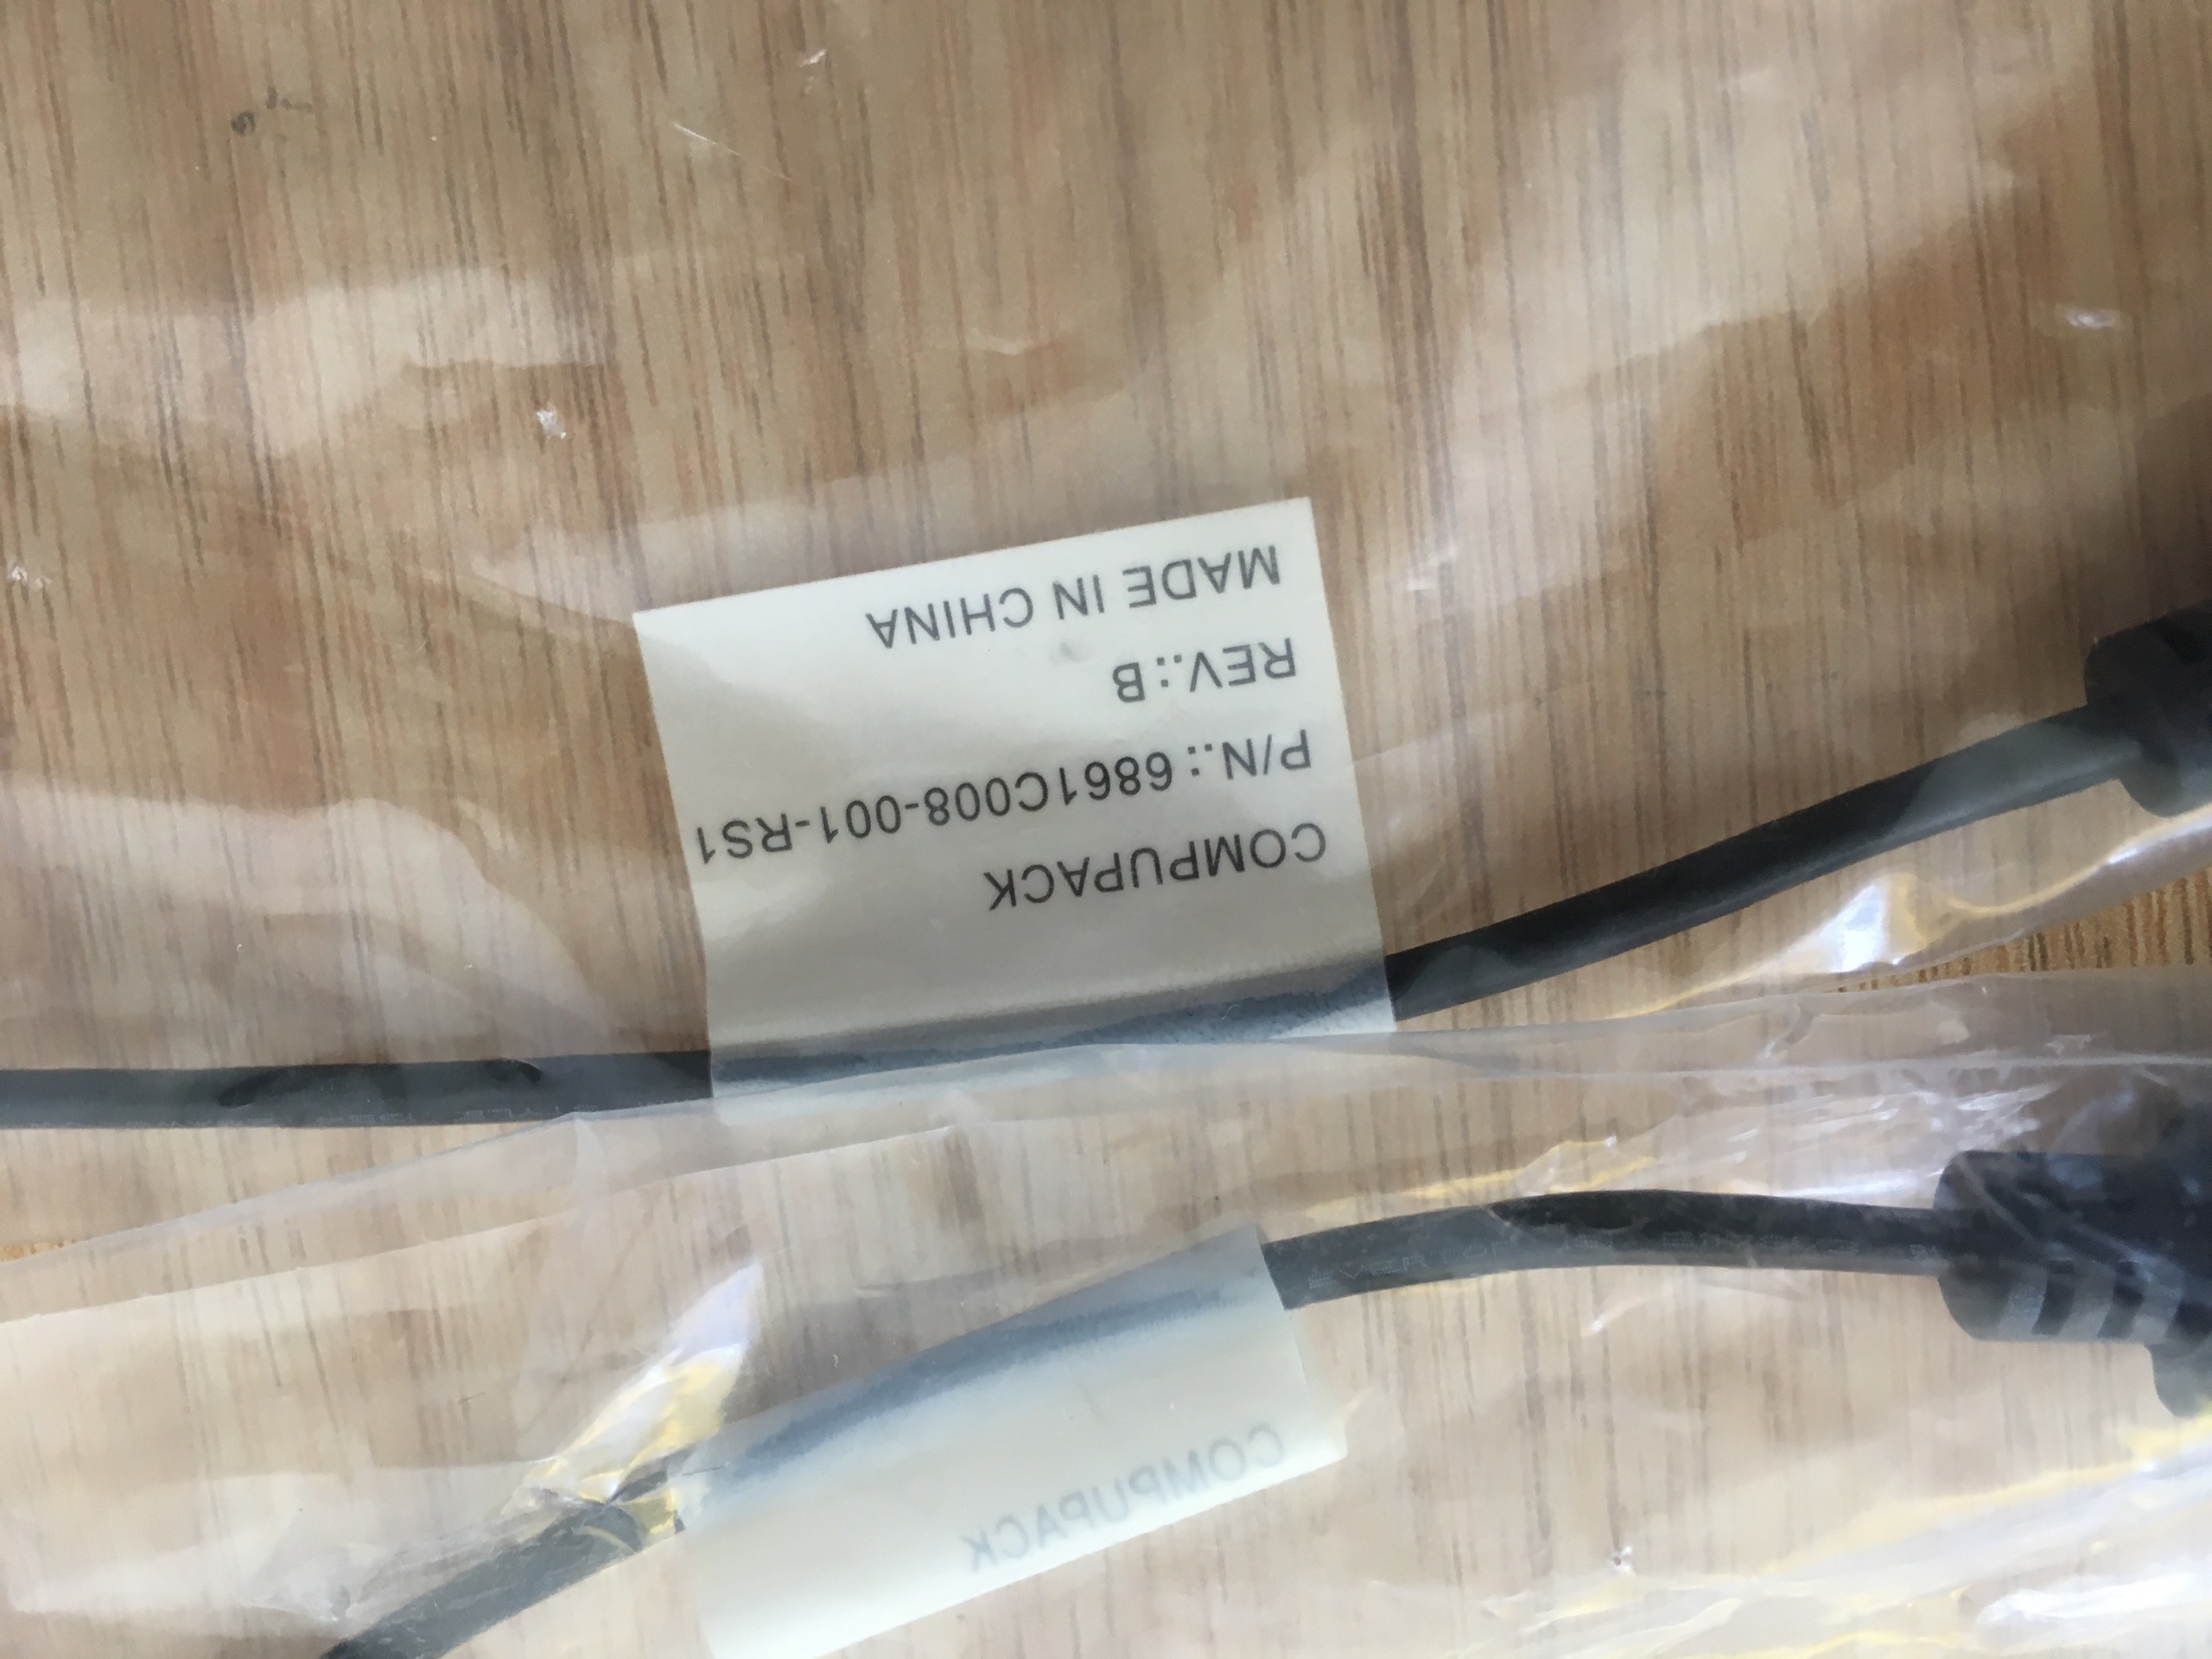 COMPUPACK
P/N.: 6861C008-001-RS1
REV.: B
MADE IN CHINA
COMPUPACK